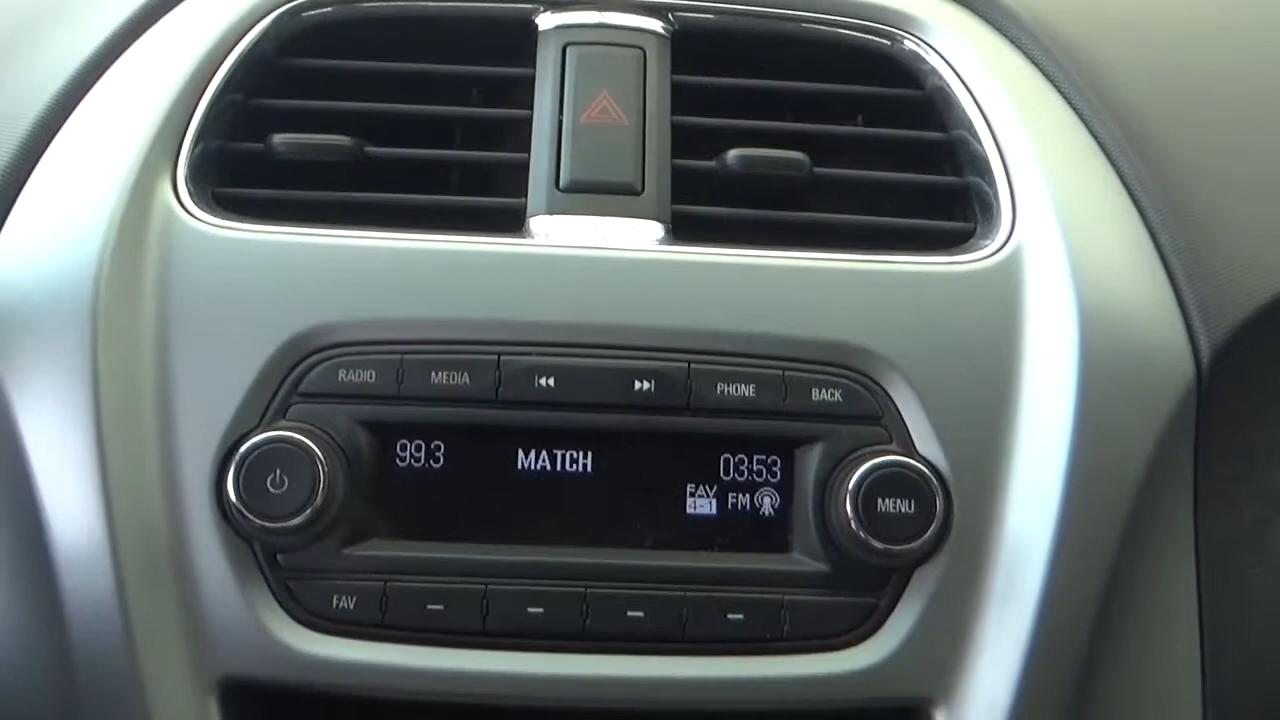 RADIO MEDIA PHONE BACK
99.3 MATCH 03:53
FAV 4-1 FM
MENU
FAV